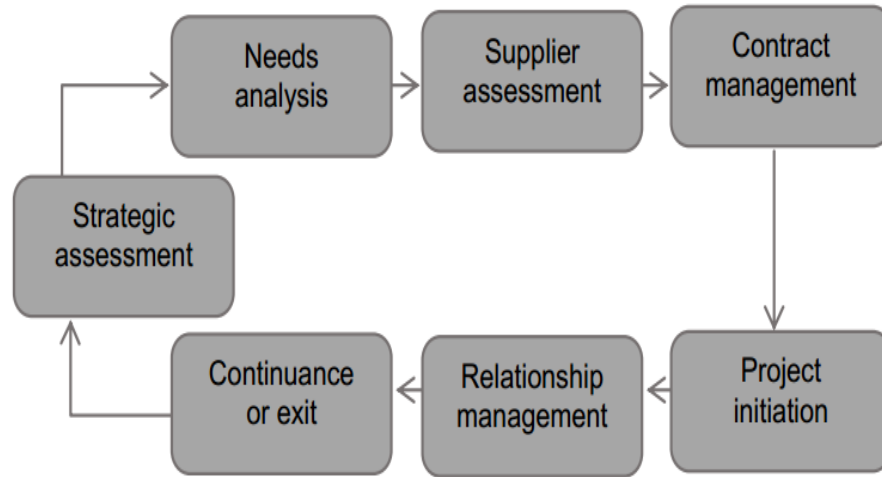 Needs
analysis
Supplier
assessment
Contract
management
Strategic
assessment
Continuance
or exit
Relationship
management
Project
initiation